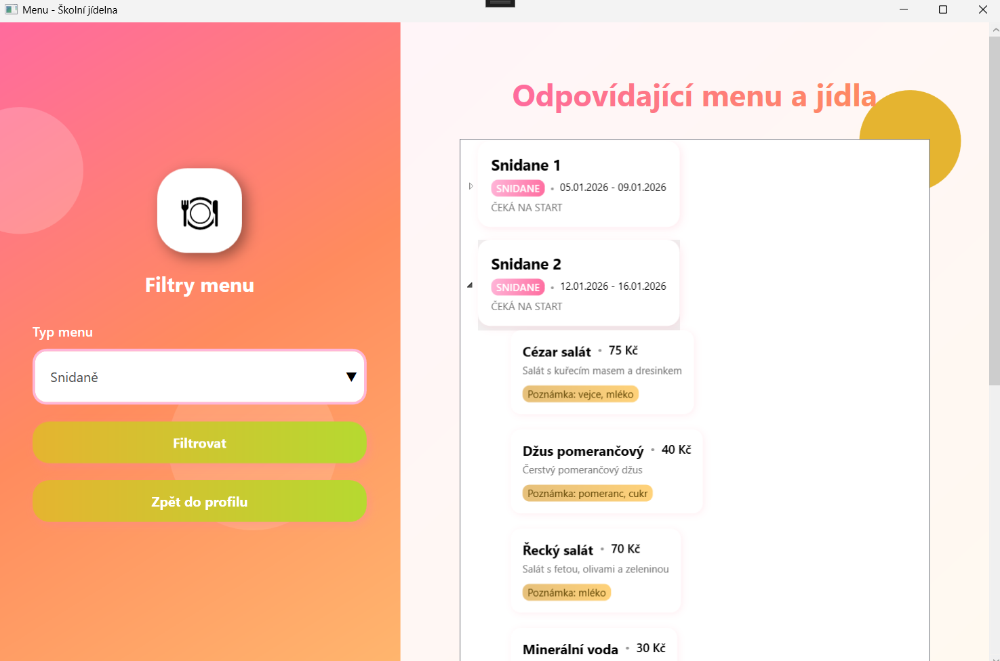 Menu - Školní jídelna
Filtry menu
Typ menu
Snidaně
Filtrovat
Zpět do profilu
Odpovídající menu a jídla
Snidane 1
SNIDANE • 05.01.2026 - 09.01.2026
ČEKÁ NA START
Snidane 2
SNIDANE • 12.01.2026 - 16.01.2026
ČEKÁ NA START
Cézar salát • 75 Kč
Salát s kuřecím masem a dresinkem
Poznámka: vejce, mléko
Džus pomerančový • 40 Kč
Čerstvý pomerančový džus
Poznámka: pomeranc, cukr
Řecký salát • 70 Kč
Salát s fetou, olivami a zeleninou
Poznámka: mléko
Minerální voda • 30 Kč